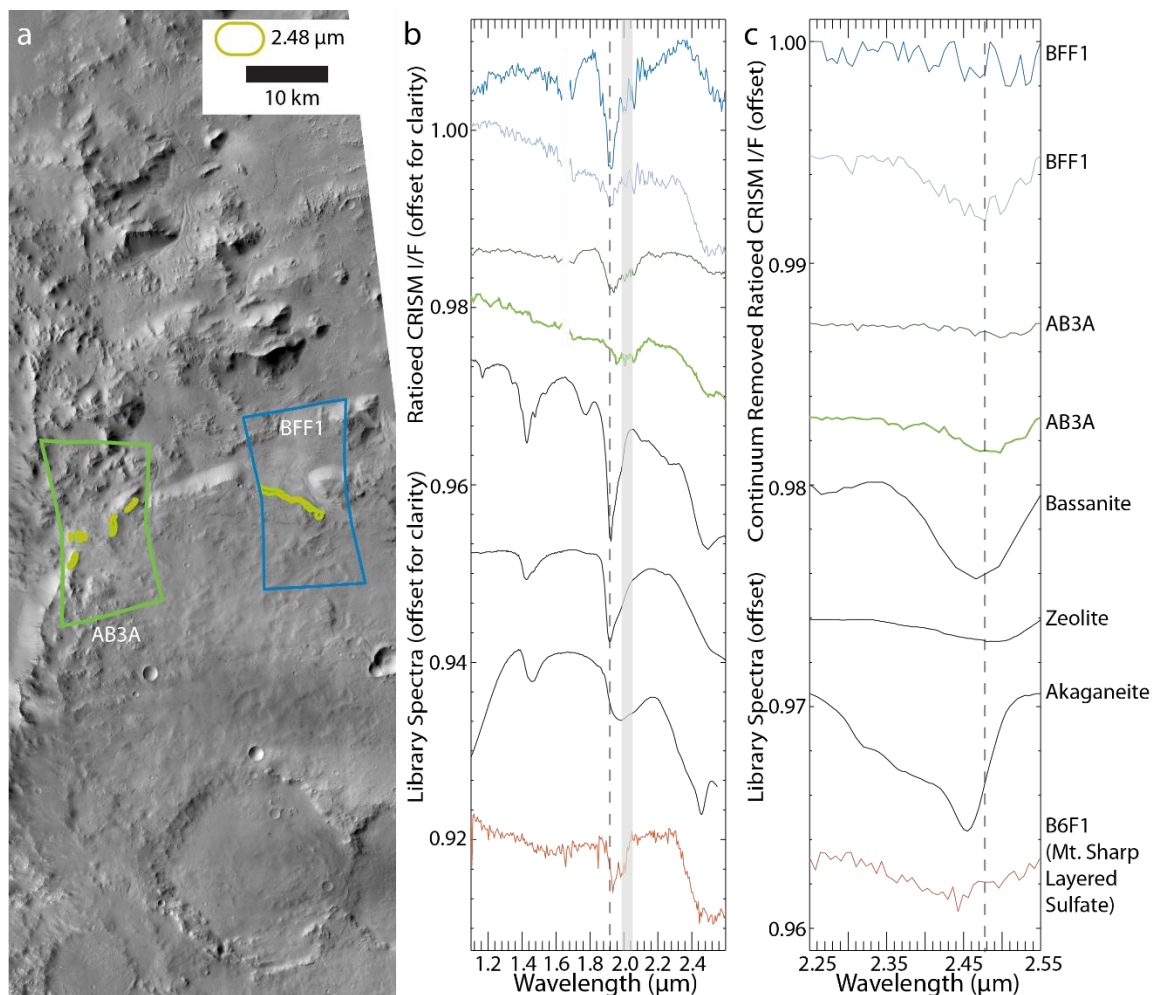 a
2.48 µm
10 km
BFF1
AB3A
b
Ratioed CRISM I/F (offset for clarity)
Library Spectra (offset for clarity)
1.00
0.98
0.96
0.94
0.92
1.2 1.4 1.6 1.8 2.0 2.2 2.4
Wavelength (µm)
c
Continuum Removed Ratioed CRISM I/F (offset)
Library Spectra (offset)
1.00
0.99
0.98
0.97
0.96
2.25 2.35 2.45 2.55
Wavelength (µm)
BFF1
BFF1
AB3A
AB3A
Bassanite
Zeolite
Akaganeite
B6F1
(Mt. Sharp
Layered
Sulfate)